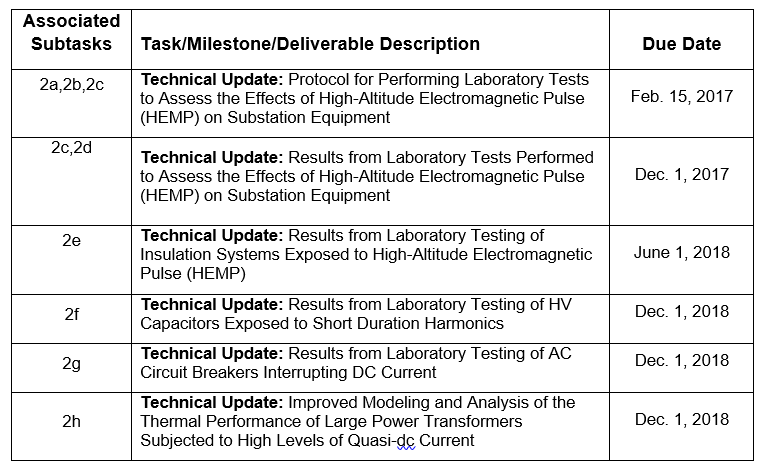 Associated
Subtasks
Task/Milestone/Deliverable Description
Due Date
2a,2b,2c
Technical Update: Protocol for Performing Laboratory Tests
to Assess the Effects of High-Altitude Electromagnetic Pulse
(HEMP) on Substation Equipment
Feb. 15, 2017
2c,2d
Technical Update: Results from Laboratory Tests Performed
to Assess the Effects of High-Altitude Electromagnetic Pulse
(HEMP) on Substation Equipment
Dec. 1, 2017
2e
Technical Update: Results from Laboratory Testing of
Insulation Systems Exposed to High-Altitude Electromagnetic
Pulse (HEMP)
June 1, 2018
2f
Technical Update: Results from Laboratory Testing of HV
Capacitors Exposed to Short Duration Harmonics
Dec. 1, 2018
2g
Technical Update: Results from Laboratory Testing of AC
Circuit Breakers Interrupting DC Current
Dec. 1, 2018
2h
Technical Update: Improved Modeling and Analysis of the
Thermal Performance of Large Power Transformers
Subjected to High Levels of Quasi-dc Current
Dec. 1, 2018